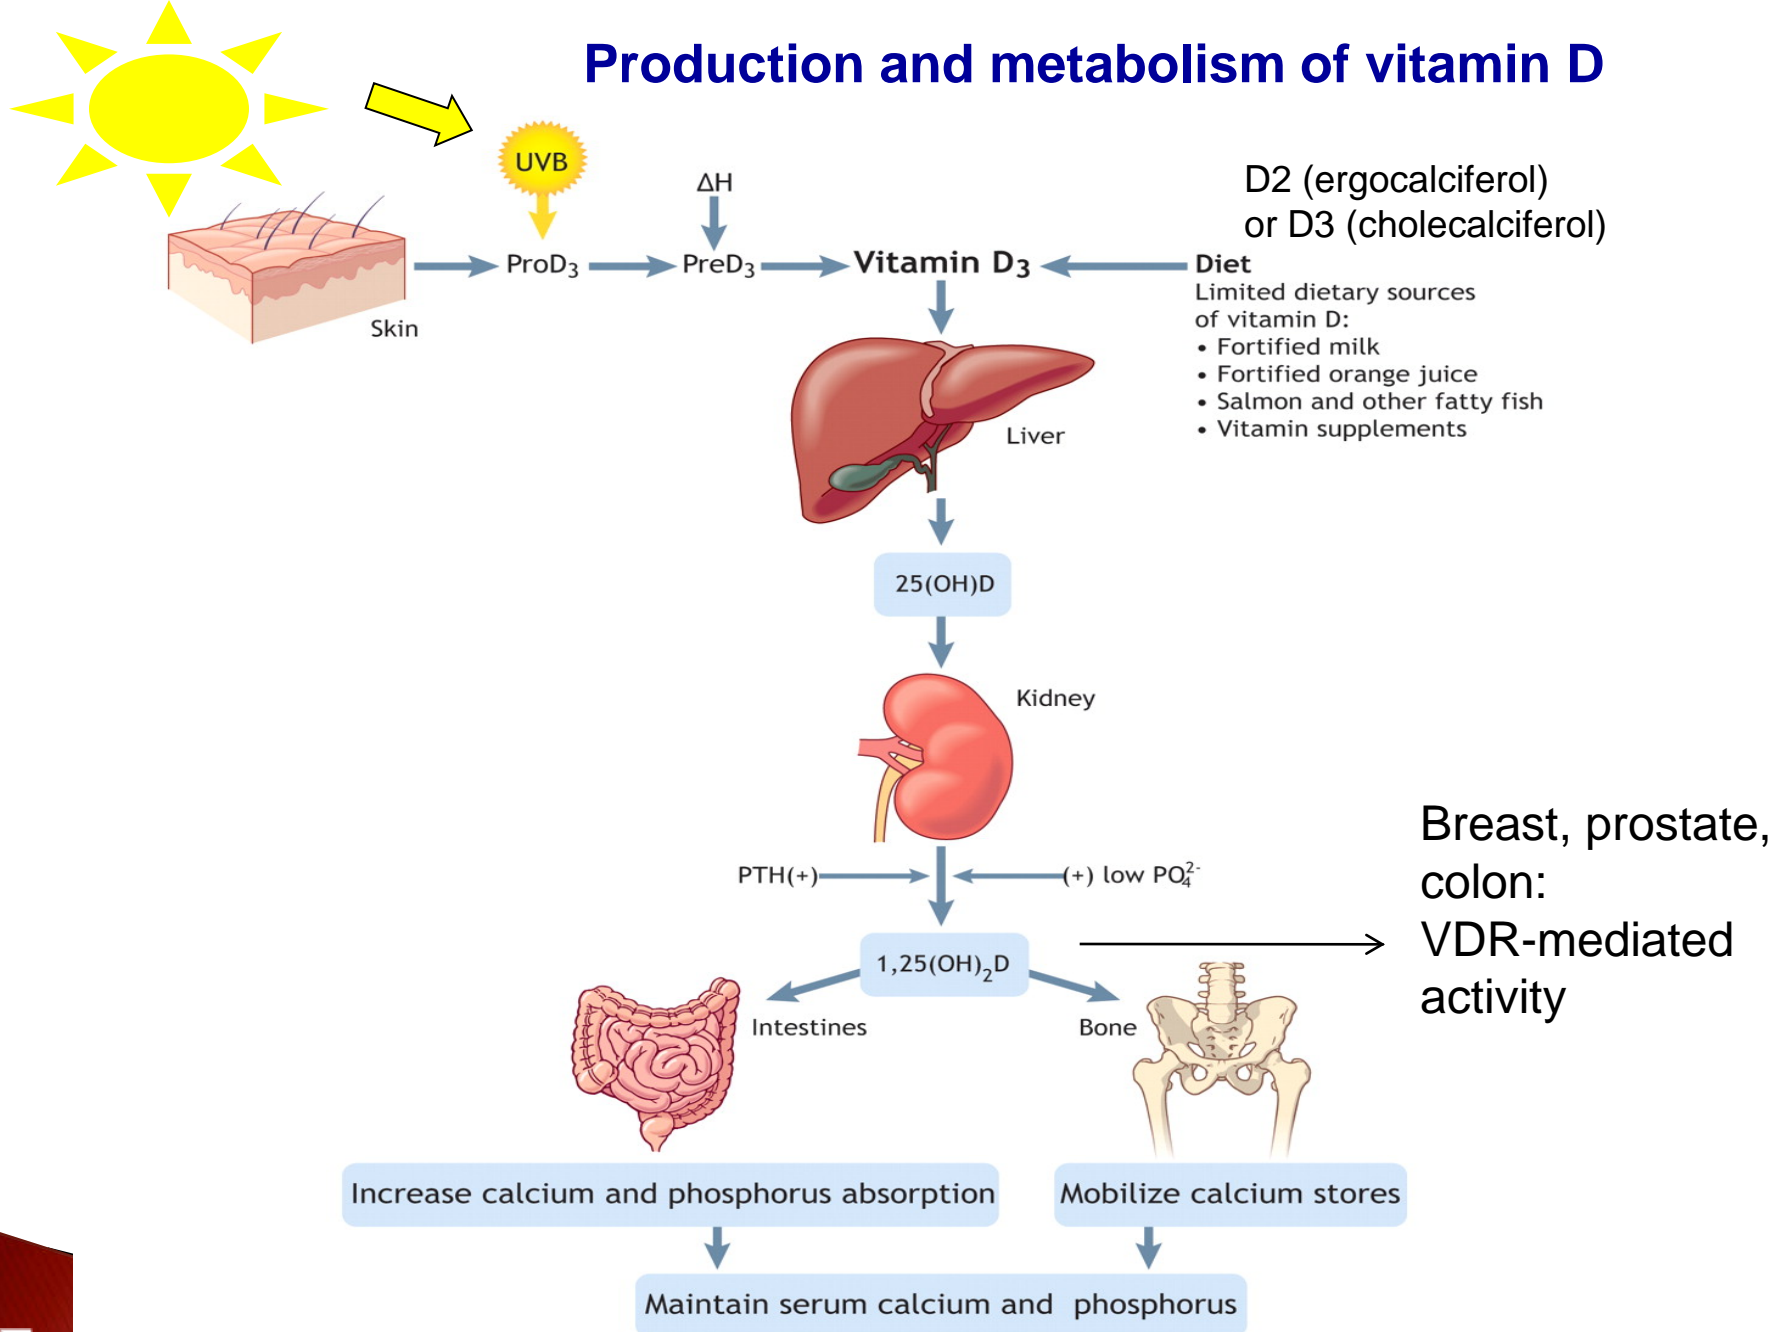 Production and metabolism of vitamin D
UVB
ΔH
D2 (ergocalciferol)
or D3 (cholecalciferol)
ProD3
PreD3
Vitamin D3
Diet
Limited dietary sources
of vitamin D:
• Fortified milk
• Fortified orange juice
• Salmon and other fatty fish
• Vitamin supplements
Skin
Liver
25(OH)D
Kidney
PTH(+)
(+) low PO4 2-
Breast, prostate,
colon:
VDR-mediated
activity
1,25(OH)2D
Intestines
Bone
Increase calcium and phosphorus absorption
Mobilize calcium stores
Maintain serum calcium and phosphorus